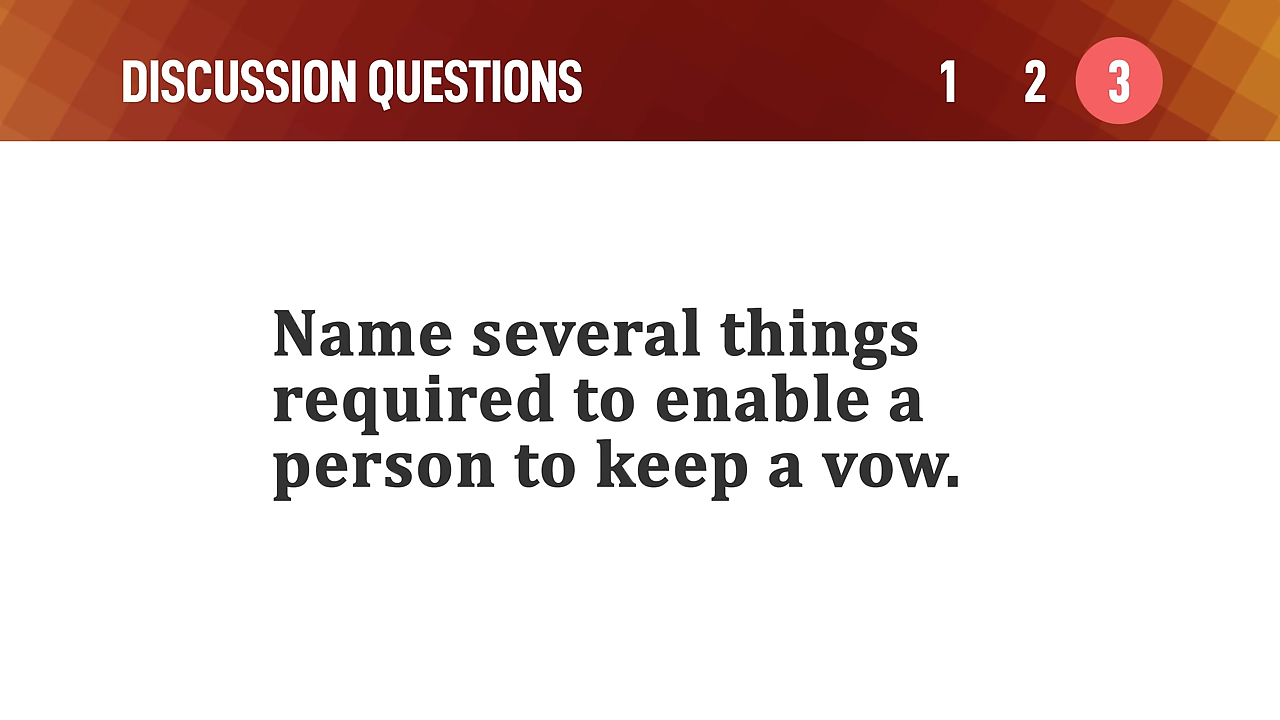 DISCUSSION QUESTIONS 1 2 3
Name several things
required to enable a
person to keep a vow.